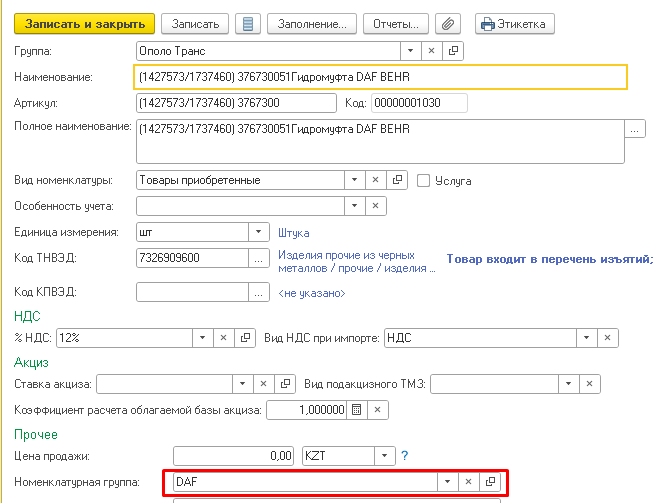 Записать и закрыть Записать Заполнение... Отчеты... Этикетка
Группа: Ополо Транс
Наименование: (1427573/1737460) 376730051Гидромуфта DAF BEHR
Артикул: (1427573/1737460) 3767300 Код: 00000001030
Полное наименование: (1427573/1737460) 376730051Гидромуфта DAF BEHR ...
Вид номенклатуры: Товары приобретенные Услуга
Особенность учета:
Единица измерения: шт Штука
Код ТНВЭД: 7326909600 ... Изделия прочие из черных
металлов / прочие / изделия ... Товар входит в перечень изъятий;
Код КПВЭД: ... <не указано>
НДС
% НДС: 12% Вид НДС при импорте: НДС
Акциз
Ставка акциза: Вид подакцизного ТМЗ:
Коэффициент расчета облагаемой базы акциза: 1,000000
Прочее
Цена продажи: 0,00 KZT ?
Номенклатурная группа: DAF